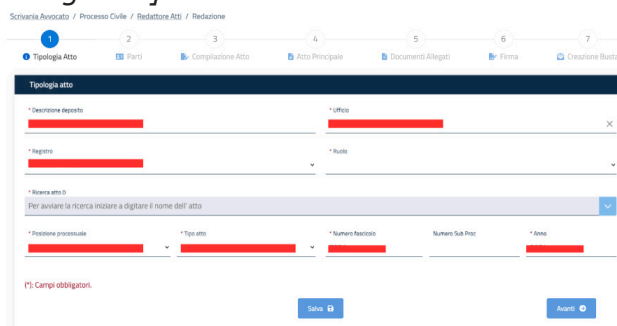 Scrivania Avvocato / Processo Civile / Redattore Atti / Redazione
1 2 3 4 5 6 7
Tipologia Atto Parti Compilazione Atto Atto Principale Documenti Allegati Firma Creazione Busta
Tipologia atto
* Descrizione deposito * Ufficio
* Registro * Ruolo
* Ricerca atto
Per avviare la ricerca iniziare a digitare il nome dell' atto
* Posizione processuale * Tipo atto * Numero fascicolo Numero Sub Proc * Anno
(*): Campi obbligatori.
Salva Avanti